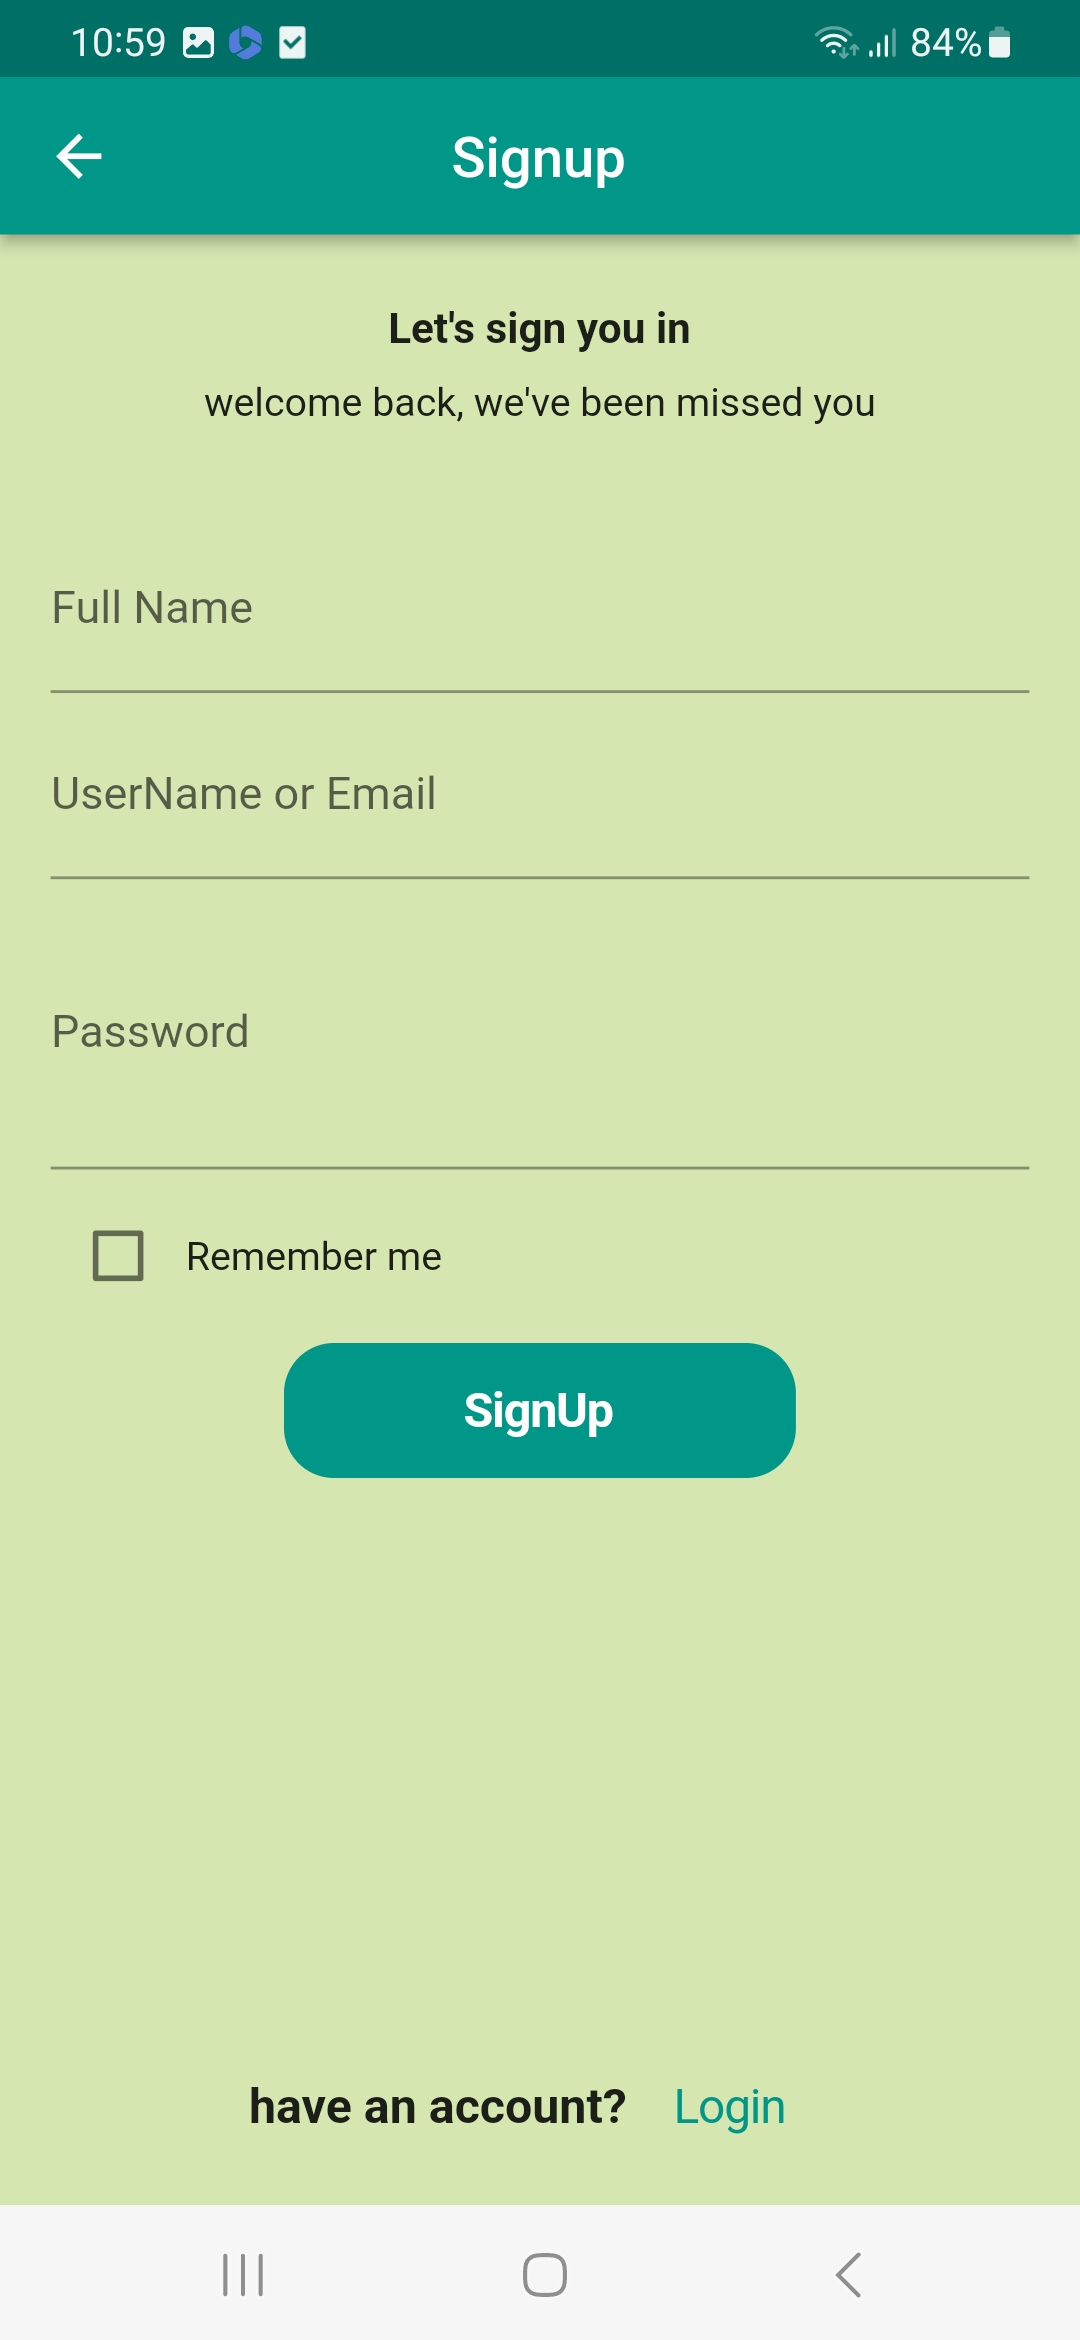 10:59 84%
Signup
Let's sign you in
welcome back, we've been missed you
Full Name
UserName or Email
Password
Remember me
SignUp
have an account? Login